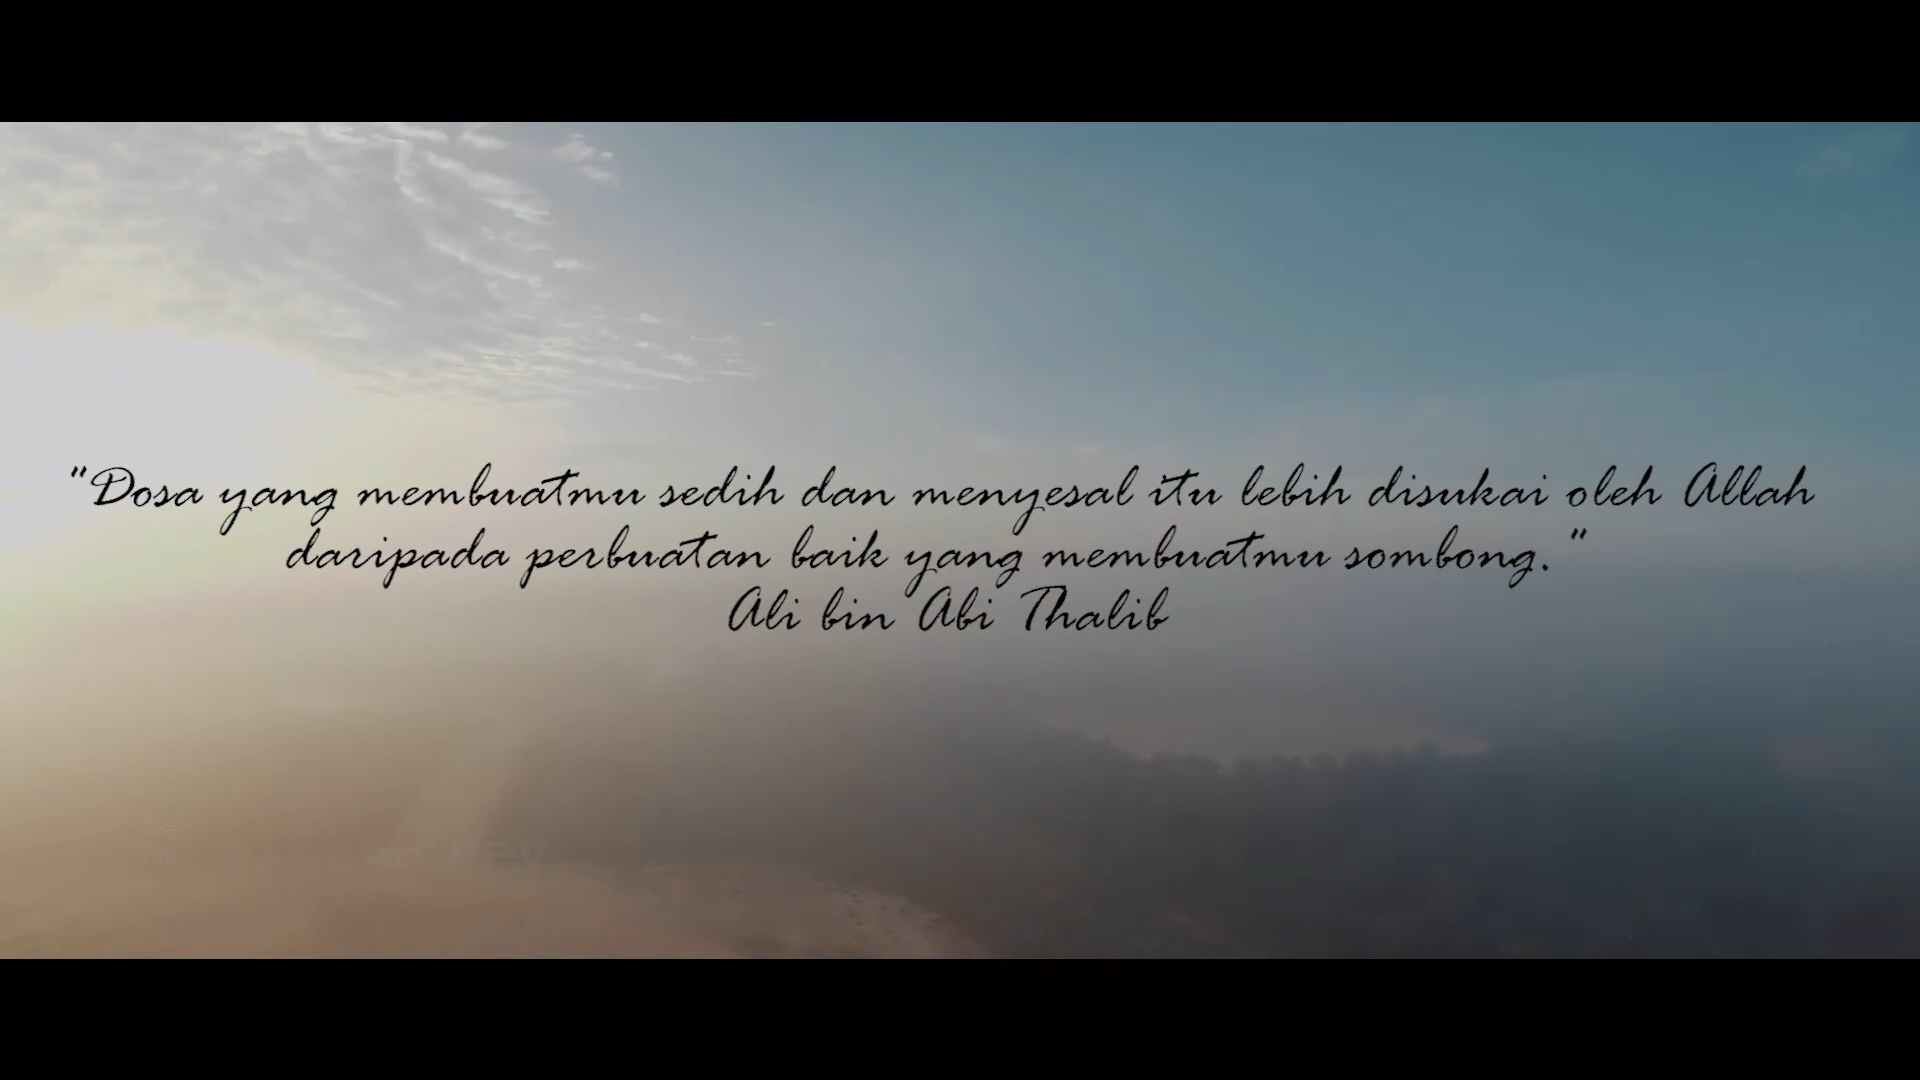 "Dosa yang membuatmu sedih dan menyesal itu lebih disukai oleh Allah
daripada perbuatan baik yang membuatmu sombong."
Ali bin Abi Thalib